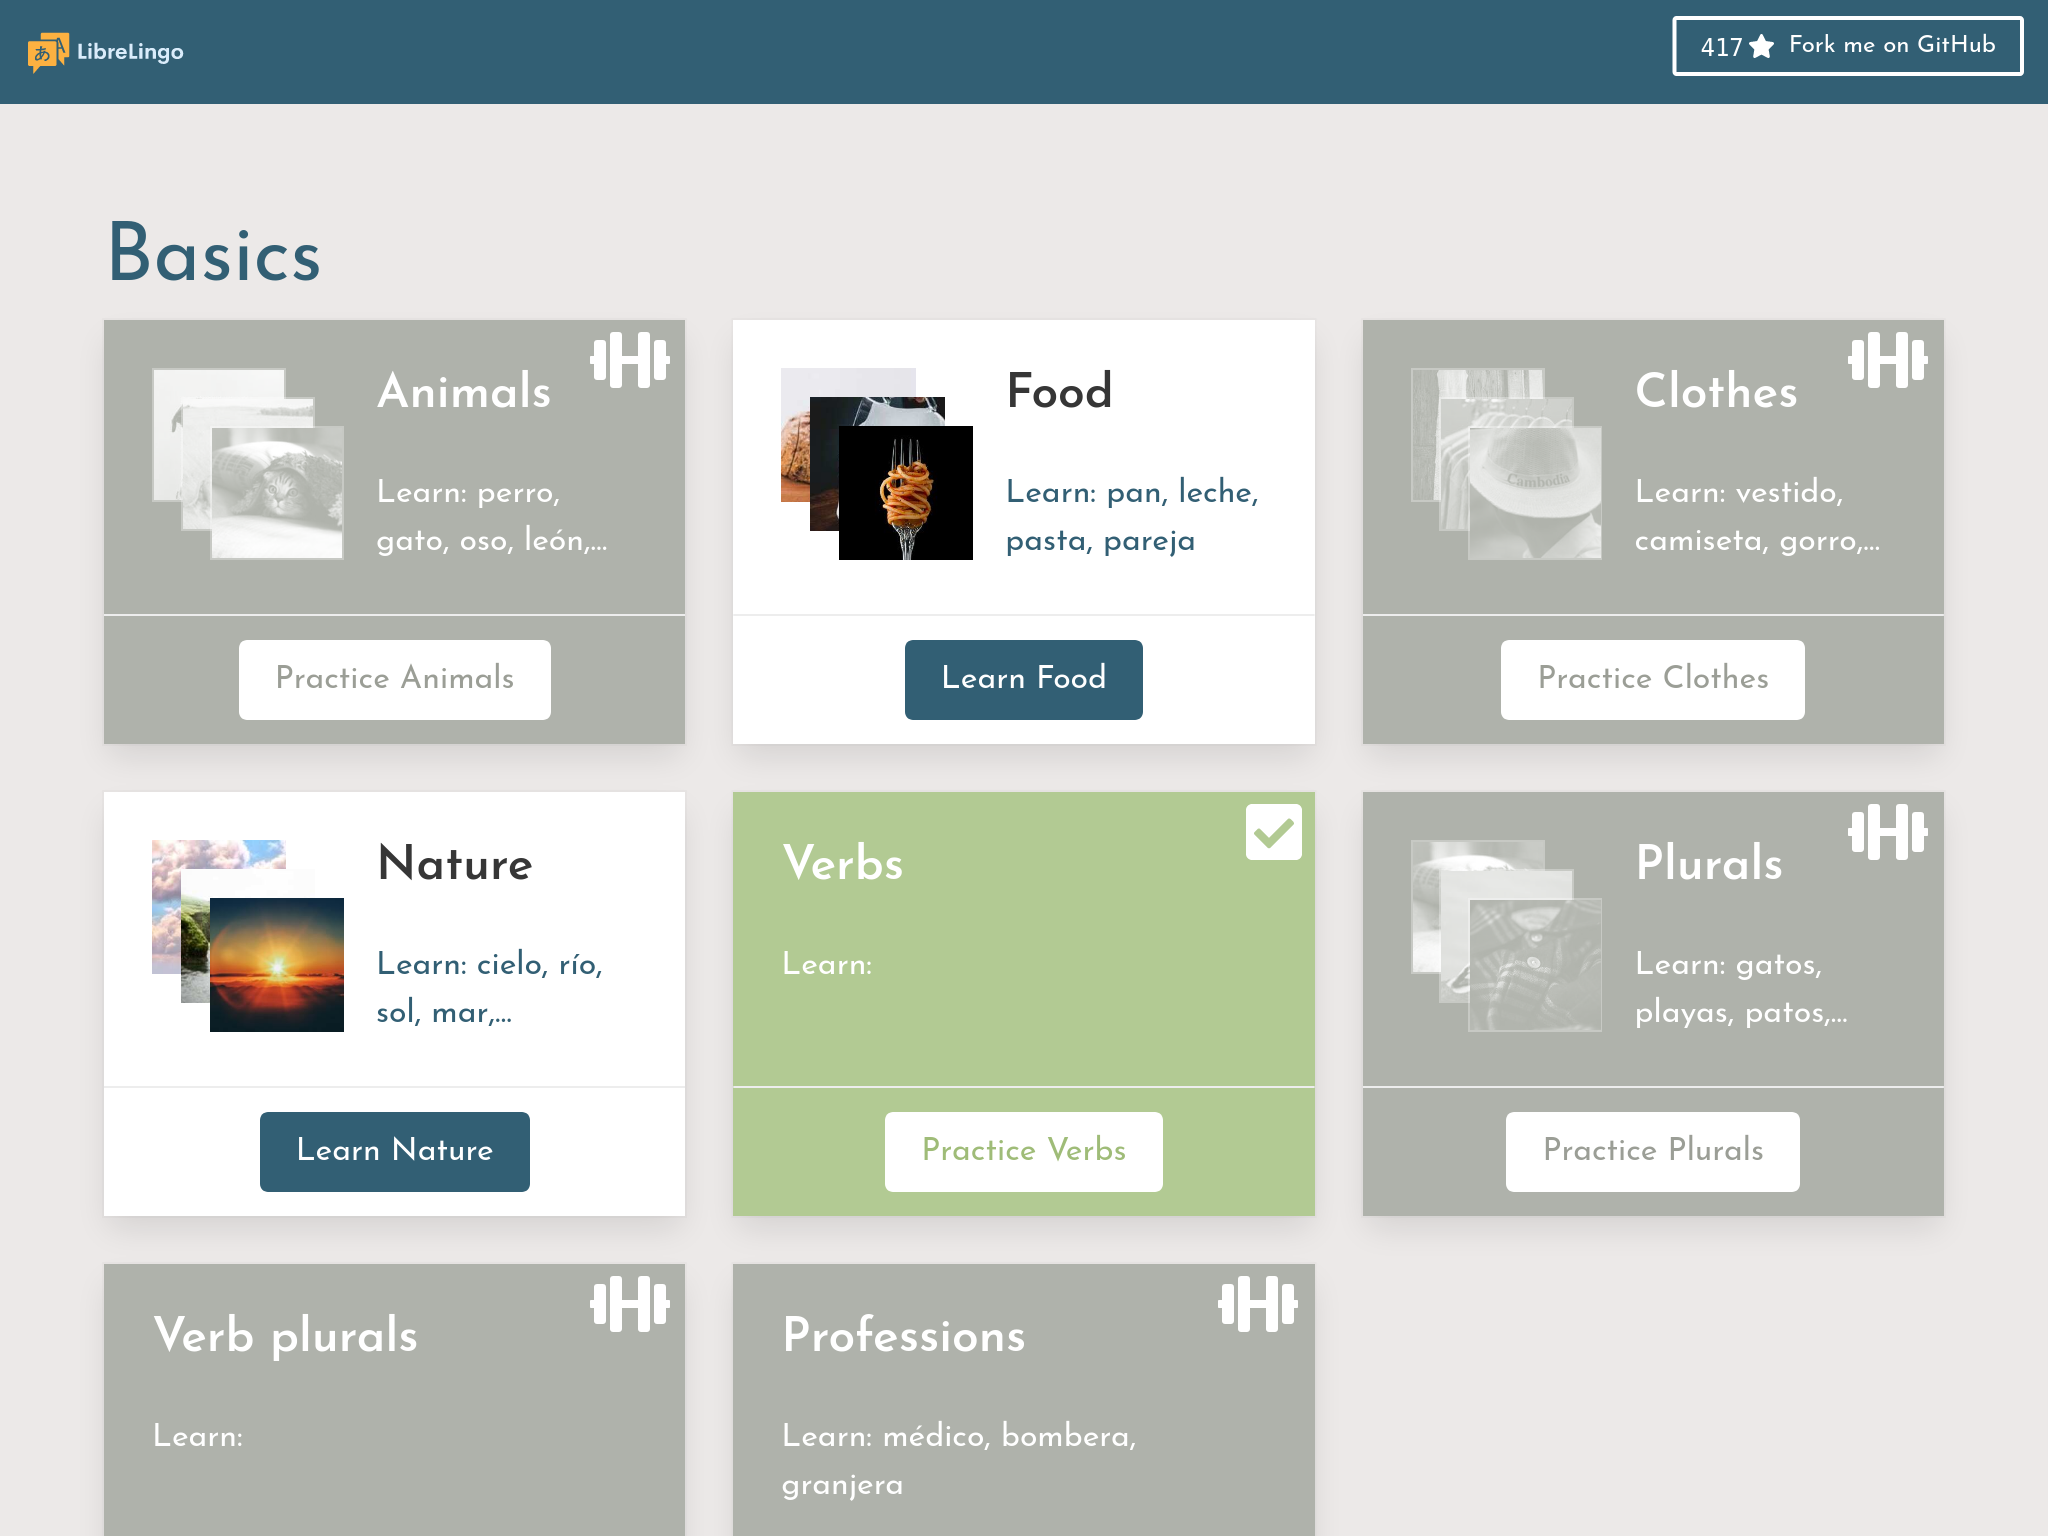 あ A LibreLingo
417 Fork me on GitHub
Basics
Animals
Learn: perro,
gato, oso, león,...
Practice Animals
Food
Learn: pan, leche,
pasta, pareja
Learn Food
Cambodia
Clothes
Learn: vestido,
camiseta, gorro,...
Practice Clothes
Nature
Learn: cielo, río,
sol, mar,...
Learn Nature
Verbs
Learn:
Practice Verbs
Plurals
Learn: gatos,
playas, patos,...
Practice Plurals
Verb plurals
Learn:
Professions
Learn: médico, bombera,
granjera